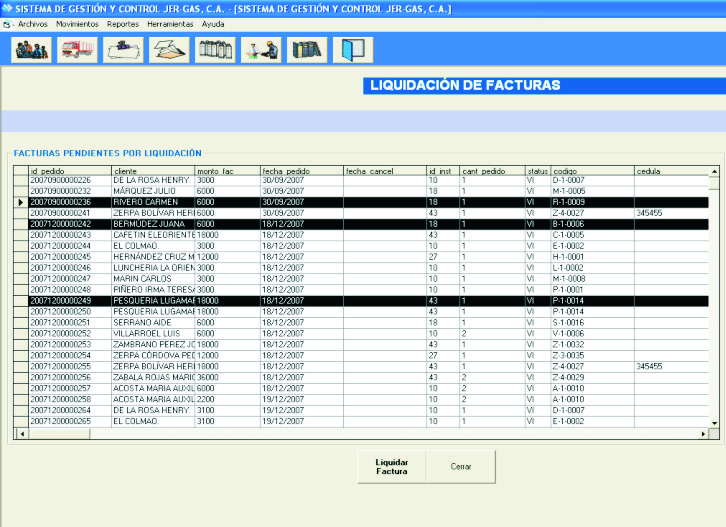 SISTEMA DE GESTIÓN Y CONTROL JER-GAS, C.A. - [SISTEMA DE GESTIÓN Y CONTROL JER-GAS, C.A.]
Archivos Movimientos Reportes Herramientas Ayuda
LIQUIDACIÓN DE FACTURAS
FACTURAS PENDIENTES POR LIQUIDACIÓN
id_pedido cliente monto_fac fecha_pedido fecha_cancel id_inst cant_pedido status codigo cedula
20070900000226 DE LA ROSA HENRY. 3000 30/09/2007 10 1 VI D-1-0007
20070900000232 MÁRQUEZ JULIO 6000 30/09/2007 18 1 VI M-1-0005
20070900000236 RIVERO CARMEN 6000 30/09/2007 18 1 VI R-1-0009
20070900000241 ZERPA BOLÍVAR HERI 6000 30/09/2007 43 1 VI Z-4-0027 345455
20071200000242 BERMÚDEZ JUANA 6000 18/12/2007 18 1 VI B-1-0006
20071200000243 CAFETIN ELEORIENTE 18000 18/12/2007 43 1 VI C-1-0005
20071200000244 EL COLMAO. 3000 18/12/2007 10 1 VI E-1-0002
20071200000245 HERNÁNDEZ CRUZ M 12000 18/12/2007 27 1 VI H-1-0001
20071200000246 LUNCHERIA LA ORIEN 3000 18/12/2007 10 1 VI L-1-0002
20071200000247 MARIN CARLOS 3000 18/12/2007 10 1 VI M-1-0008
20071200000248 PIÑERO IRMA TERESA 3000 18/12/2007 10 1 VI P-1-0001
20071200000249 PESQUERIA LUGAMAR 18000 18/12/2007 43 1 VI P-1-0014
20071200000250 PESQUERIA LUGAMAR 18000 18/12/2007 43 1 VI P-1-0014
20071200000251 SERRANO AIDE 6000 18/12/2007 18 1 VI S-1-0016
20071200000252 VILLARROEL LUIS 6000 18/12/2007 10 2 VI V-1-0006
20071200000253 ZAMBRANO PEREZ JO 18000 18/12/2007 43 1 VI Z-1-0032
20071200000254 ZERPA CÓRDOVA PED 12000 18/12/2007 27 1 VI Z-3-0035
20071200000255 ZERPA BOLÍVAR HERI 18000 18/12/2007 43 1 VI Z-4-0027 345455
20071200000256 ZABALA ROJAS MARIC 36000 18/12/2007 43 2 VI Z-4-0029
20071200000257 ACOSTA MARIA AUXIL 6000 18/12/2007 10 2 VI A-1-0010
20071200000258 ACOSTA MARIA AUXIL 2200 19/12/2007 10 2 VI A-1-0010
20071200000264 DE LA ROSA HENRY. 3100 19/12/2007 10 1 VI D-1-0007
20071200000265 EL COLMAO. 3100 19/12/2007 10 1 VI E-1-0002
Liquidar
Factura
Cerrar